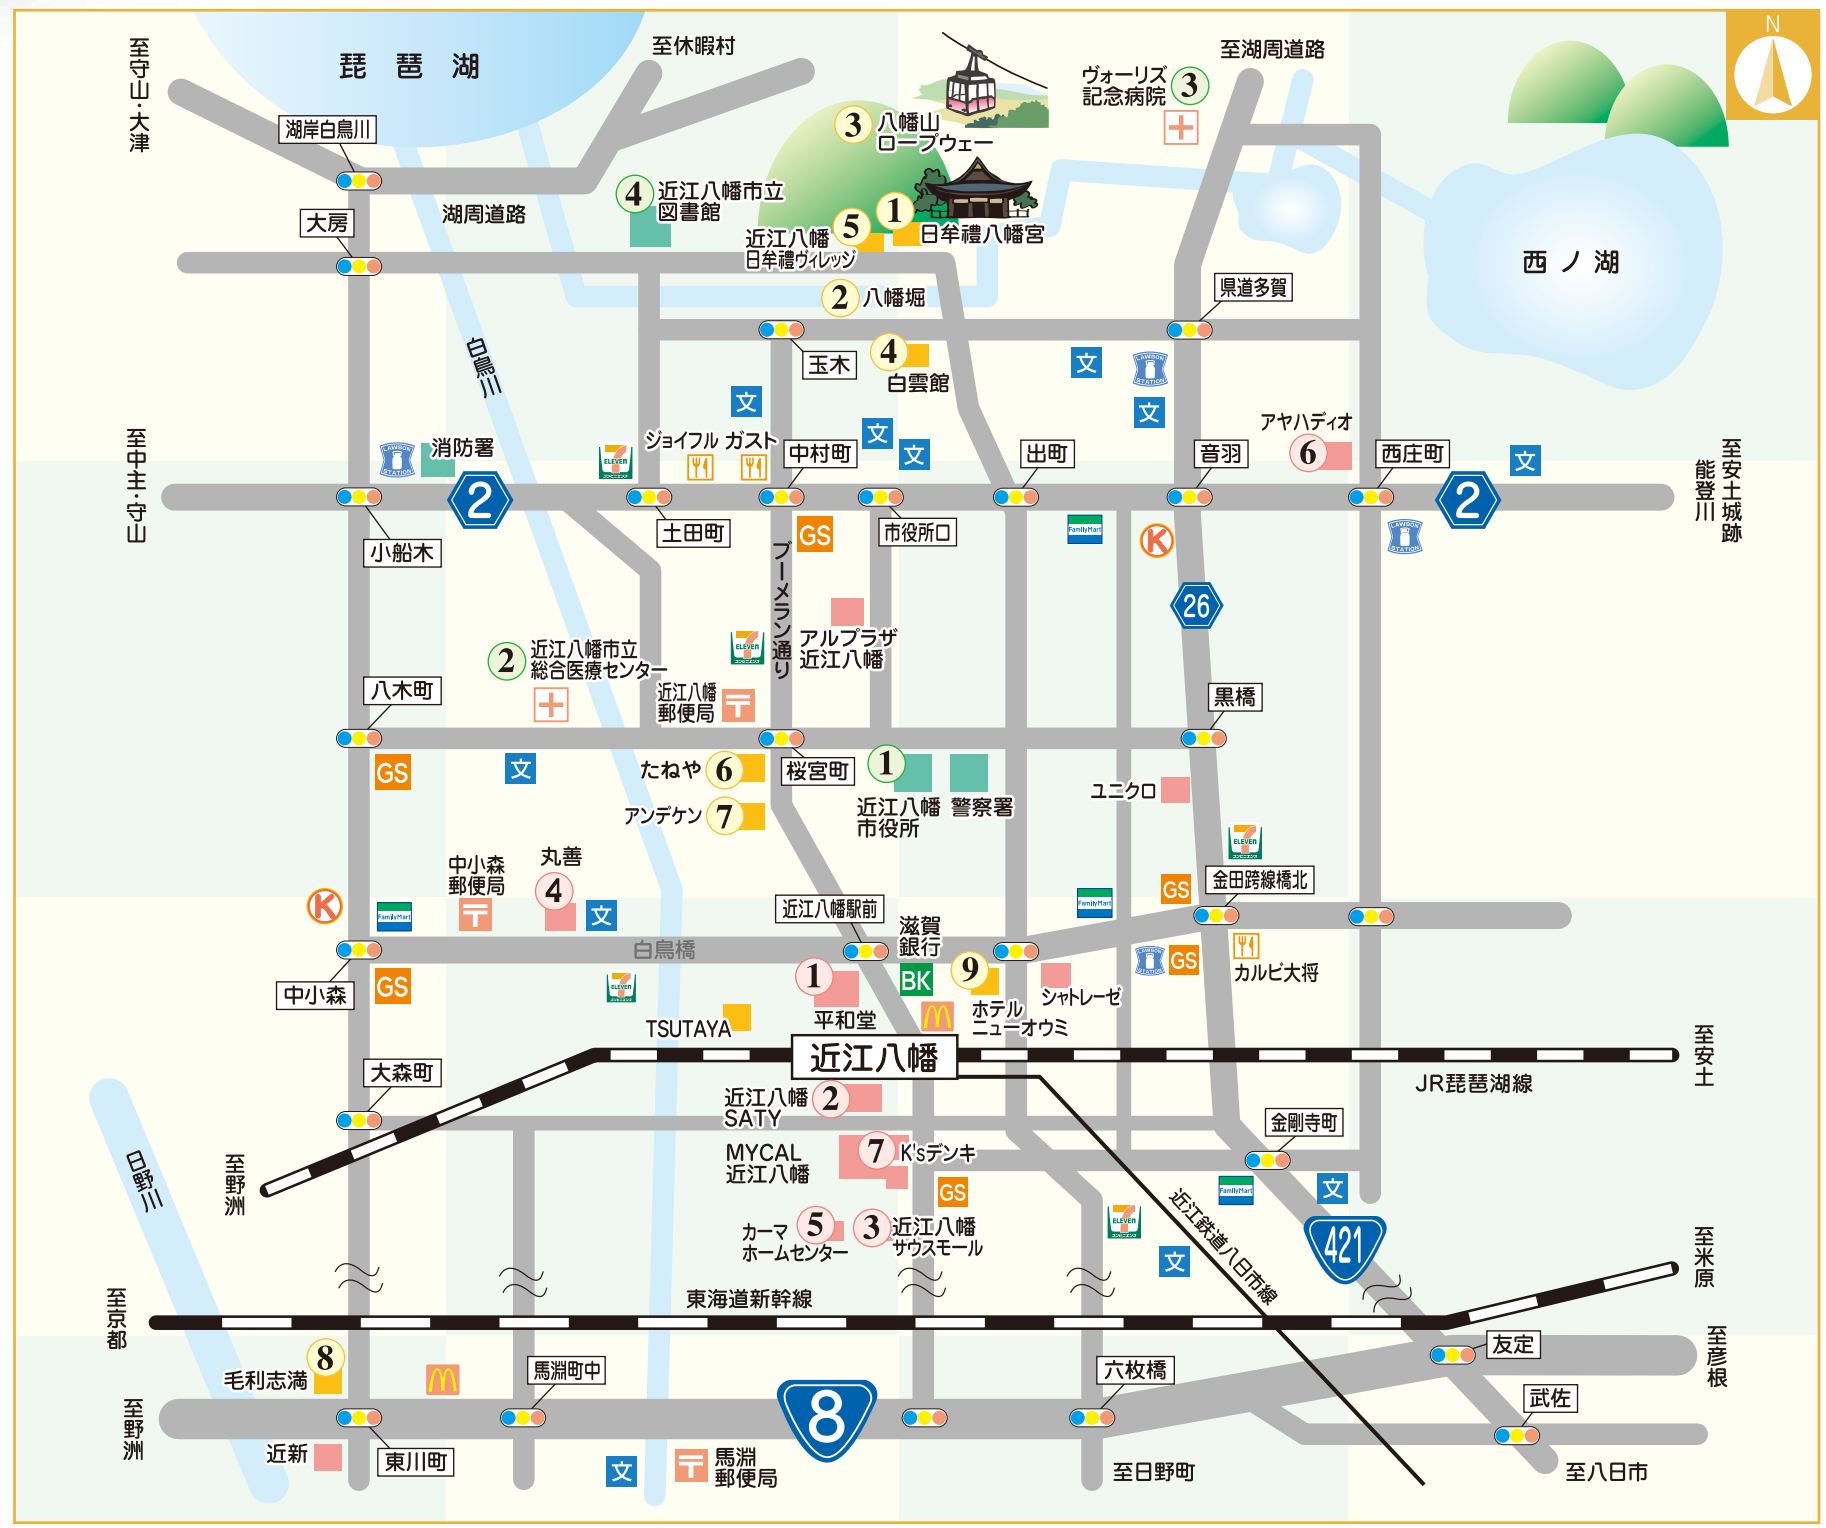 至守山・大津
琵琶湖
至休暇村
至湖周道路
N
ヴォーリズ
記念病院
3
3
八幡山
ロープウェー
湖岸白鳥川
4
近江八幡市立
図書館
湖周道路
大房
1
5
近江八幡
日牟禮ヴィレッジ
日牟禮八幡宮
西ノ湖
2
八幡堀
県道多賀
白鳥川
玉木
4
白雲館
文
LAWSON
STATION
文
文
アヤハディオ
6
至中主・守山
LAWSON
STATION
消防署
7
ELEVEN
ジョイフル
ガスト
中村町
文
文
出町
音羽
西庄町
文
至安土城跡
能登川
2
2
小船木
土田町
GS
市役所口
FamilyMart
K
LAWSON
STATION
ブーメラン通り
26
アルプラザ
近江八幡
7
ELEVEN
2
近江八幡市立
総合医療センター
近江八幡
郵便局
八木町
黒橋
GS
文
たねや
6
桜宮町
1
近江八幡
市役所
警察署
ユニクロ
アンデケン
7
7
ELEVEN
中小森
郵便局
丸善
4
文
K
FamilyMart
近江八幡駅前
滋賀
銀行
FamilyMart
GS
金田跨線橋北
白鳥橋
中小森
GS
7
ELEVEN
1
平和堂
BK
9
ホテル
ニューオウミ
シャトレーゼ
LAWSON
STATION
GS
カルビ大将
TSUTAYA
近江八幡
至安土
JR琵琶湖線
大森町
近江八幡
SATY
2
金剛寺町
日野川
至野洲
MYCAL
近江八幡
7
K'sデンキ
GS
FamilyMart
文
カーマ
ホームセンター
5
3
近江八幡
サウスモール
7
ELEVEN
文
近江鉄道八日市線
421
至米原
至京都
東海道新幹線
8
毛利志満
馬淵町中
六枚橋
友定
至彦根
至野洲
8
武佐
近新
東川町
文
馬淵
郵便局
至日野町
至八日市